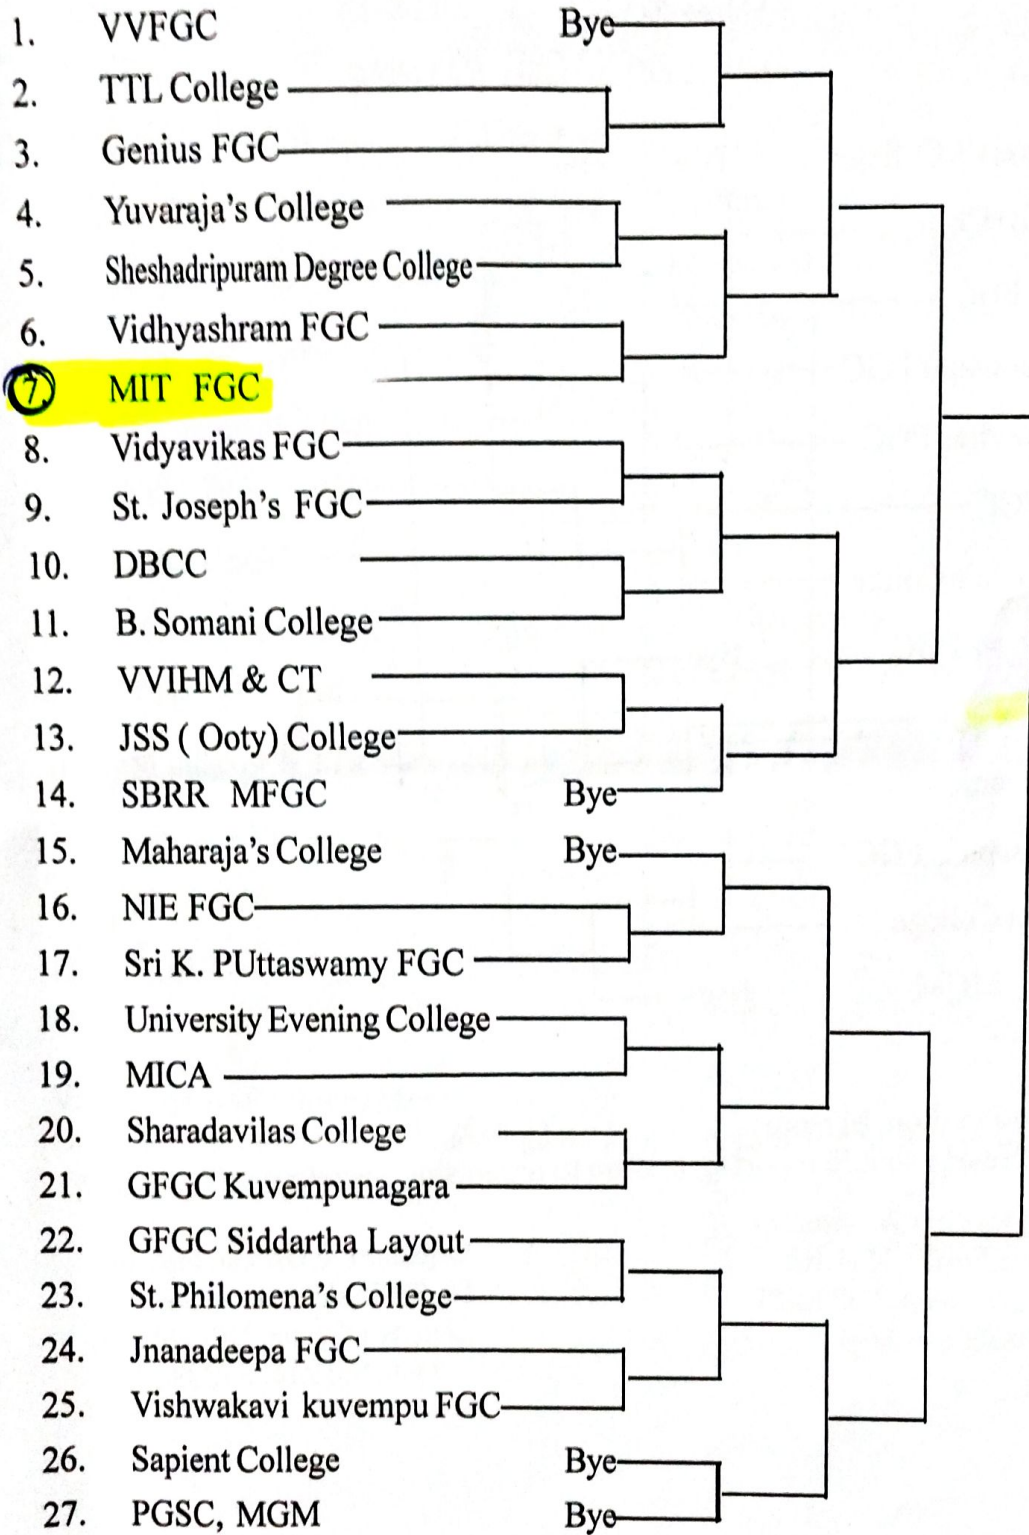 1. VVFGC Bye
2. TTL College
3. Genius FGC
4. Yuvaraja's College
5. Sheshadripuram Degree College
6. Vidhyashram FGC
7. MIT FGC
8. Vidyavikas FGC
9. St. Joseph's FGC
10. DBCC
11. B. Somani College
12. VVIHM & CT
13. JSS ( Ooty) College
14. SBRR MFGC Bye
15. Maharaja's College Bye
16. NIE FGC
17. Sri K. PUttaswamy FGC
18. University Evening College
19. MICA
20. Sharadavilas College
21. GFGC Kuvempunagara
22. GFGC Siddartha Layout
23. St. Philomena's College
24. Jnanadeepa FGC
25. Vishwakavi kuvempu FGC
26. Sapient College Bye
27. PGSC, MGM Bye